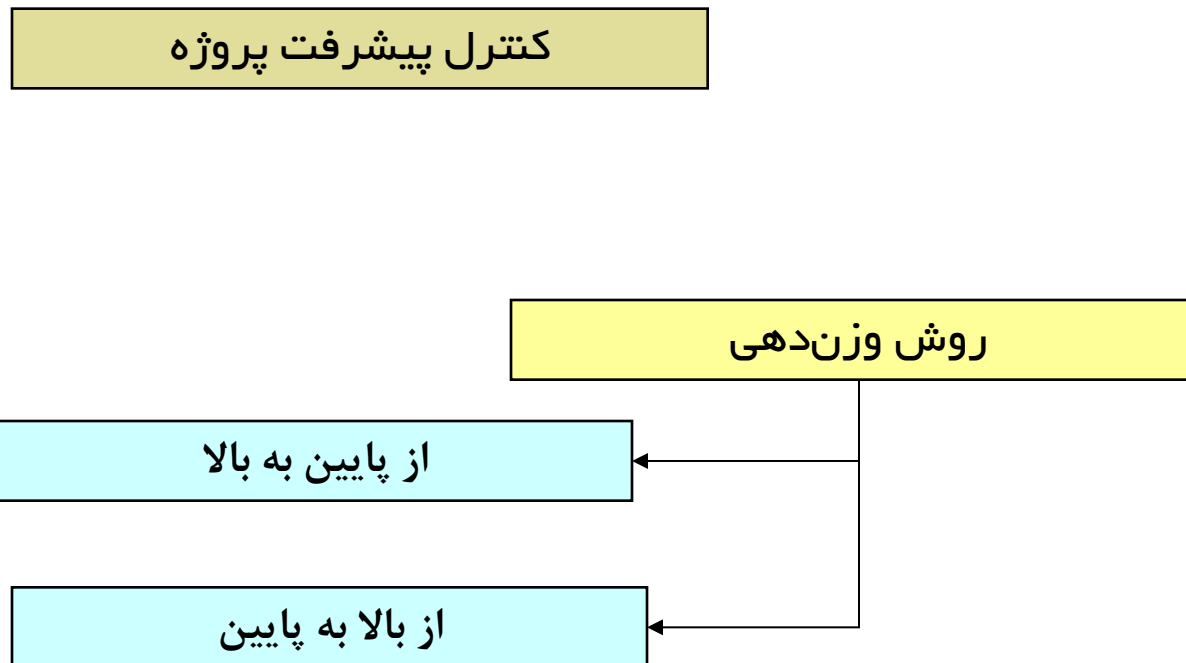 کنترل پیشرفت پروژه
روش وزن‌دهی
از پایین به بالا
از بالا به پایین